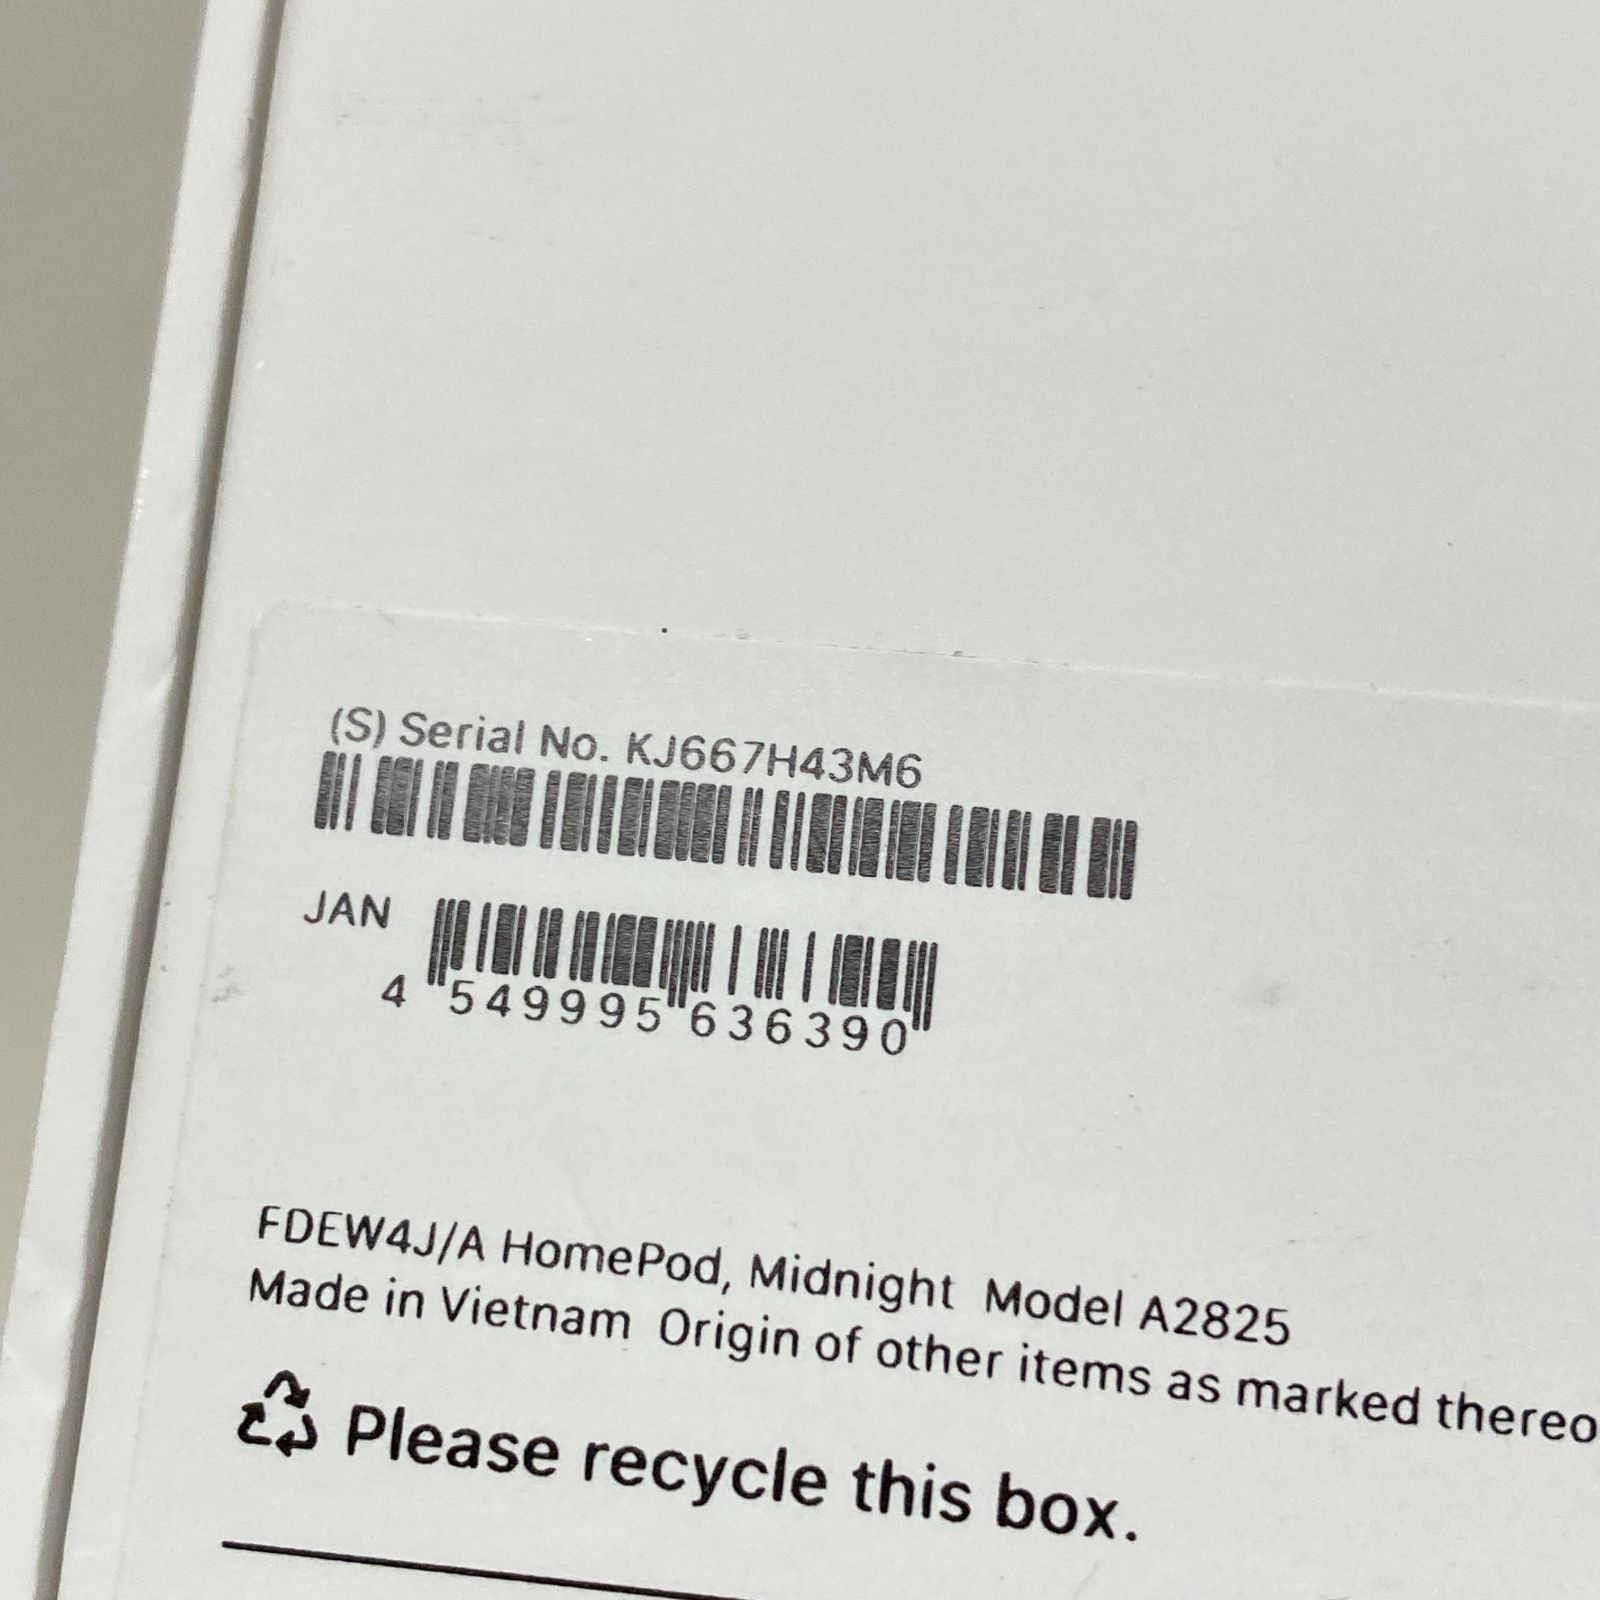 (S) Serial No. KJ667H43M6
JAN
4 549995 636390
FDEW4J/A HomePod, Midnight Model A2825
Made in Vietnam Origin of other items as marked thereo
Please recycle this box.